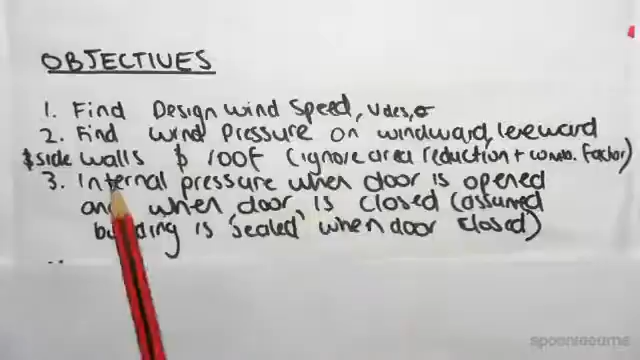 OBJECTIVES
1. Find Design wind Speed, Vdes,σ
2. Find wind Pressure on windward, leeward
$ side walls $ roof (ignore area reduction + comb. factor)
3. Internal pressure when door is opened
and when door is closed (assumed
building is 'sealed' when door closed)
spoonfeedme